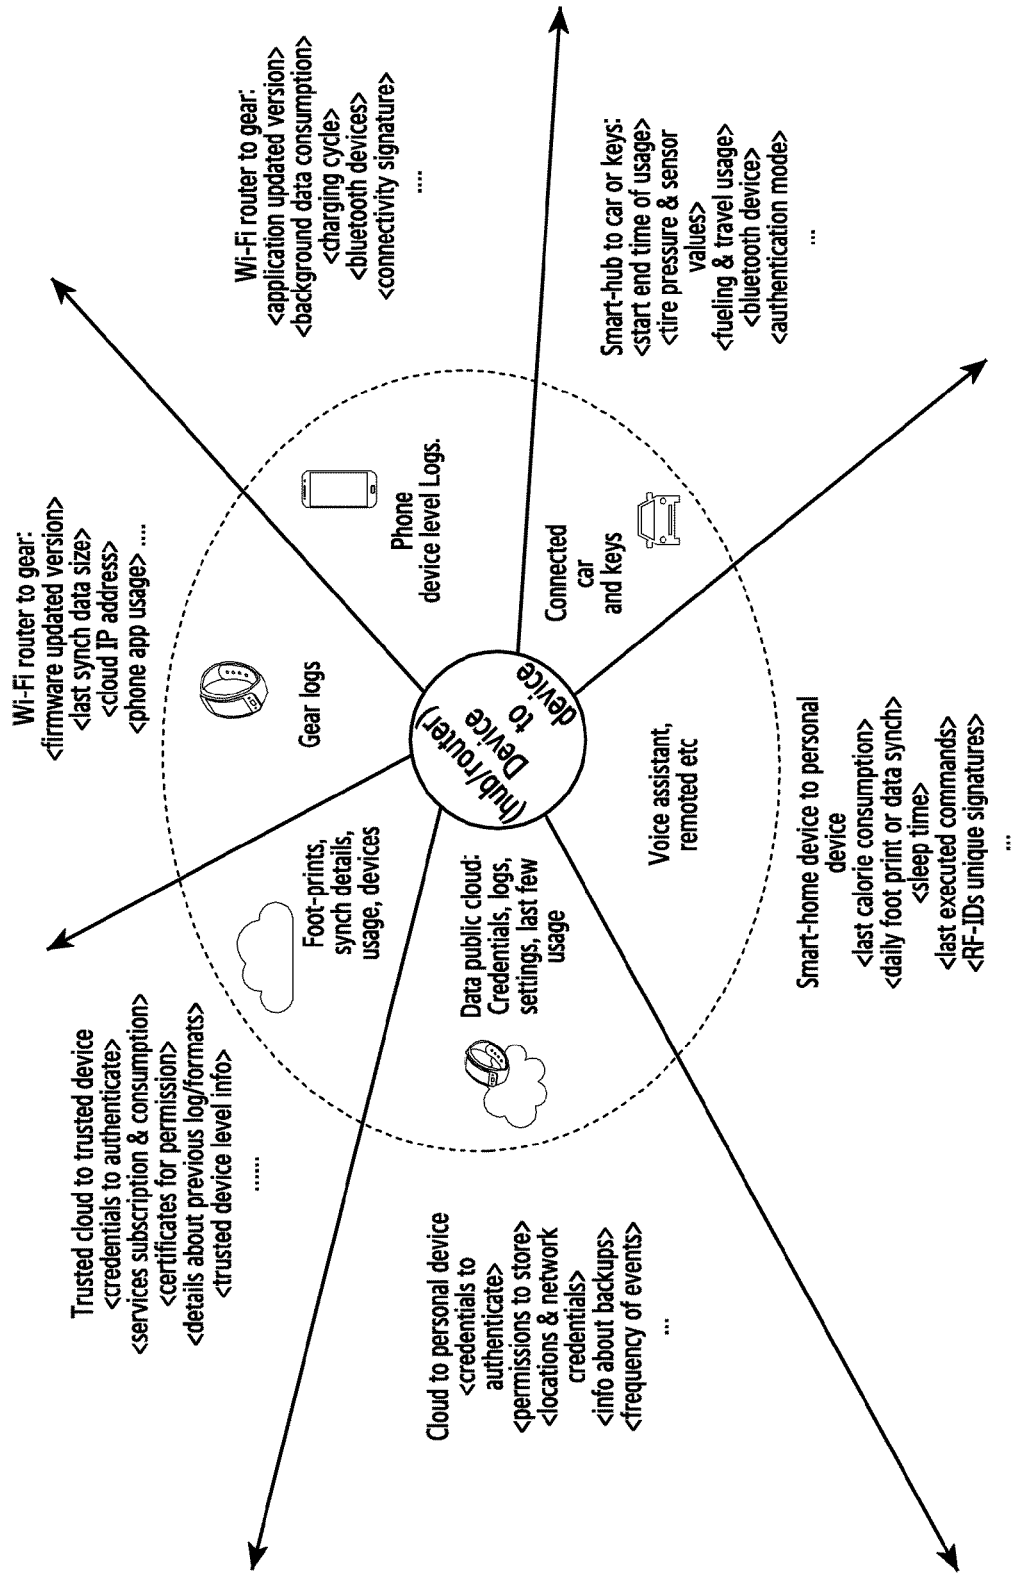 Trusted cloud to trusted device
<credentials to authenticate>
<services subscription & consumption>
<certificates for permission>
<details about previous log/formats>
<trusted device level info>
......
Wi-Fi router to gear:
<firmware updated version>
<last synch data size>
<cloud IP address>
<phone app usage> ....
Wi-Fi router to gear:
<application updated version>
<background data consumption>
<charging cycle>
<bluetooth devices>
<connectivity signature>
....
Foot-prints,
synch details,
usage, devices
Gear logs
Phone
device level Logs.
Cloud to personal device
<credentials to
authenticate>
<permissions to store>
<locations & network
credentials>
<info about backups>
<frequency of events>
...
Data public cloud:
Credentials, logs,
settings, last few
usage
(hub/router)
Device
to
device
Connected
car
and keys
Smart-hub to car or keys:
<start end time of usage>
<tire pressure & sensor
values>
<fueling & travel usage>
<bluetooth device>
<authentication mode>
...
Voice assistant,
remoted etc
Smart-home device to personal
device
<last calorie consumption>
<daily foot print or data synch>
<sleep time>
<last executed commands>
<RF-IDs unique signatures>
...